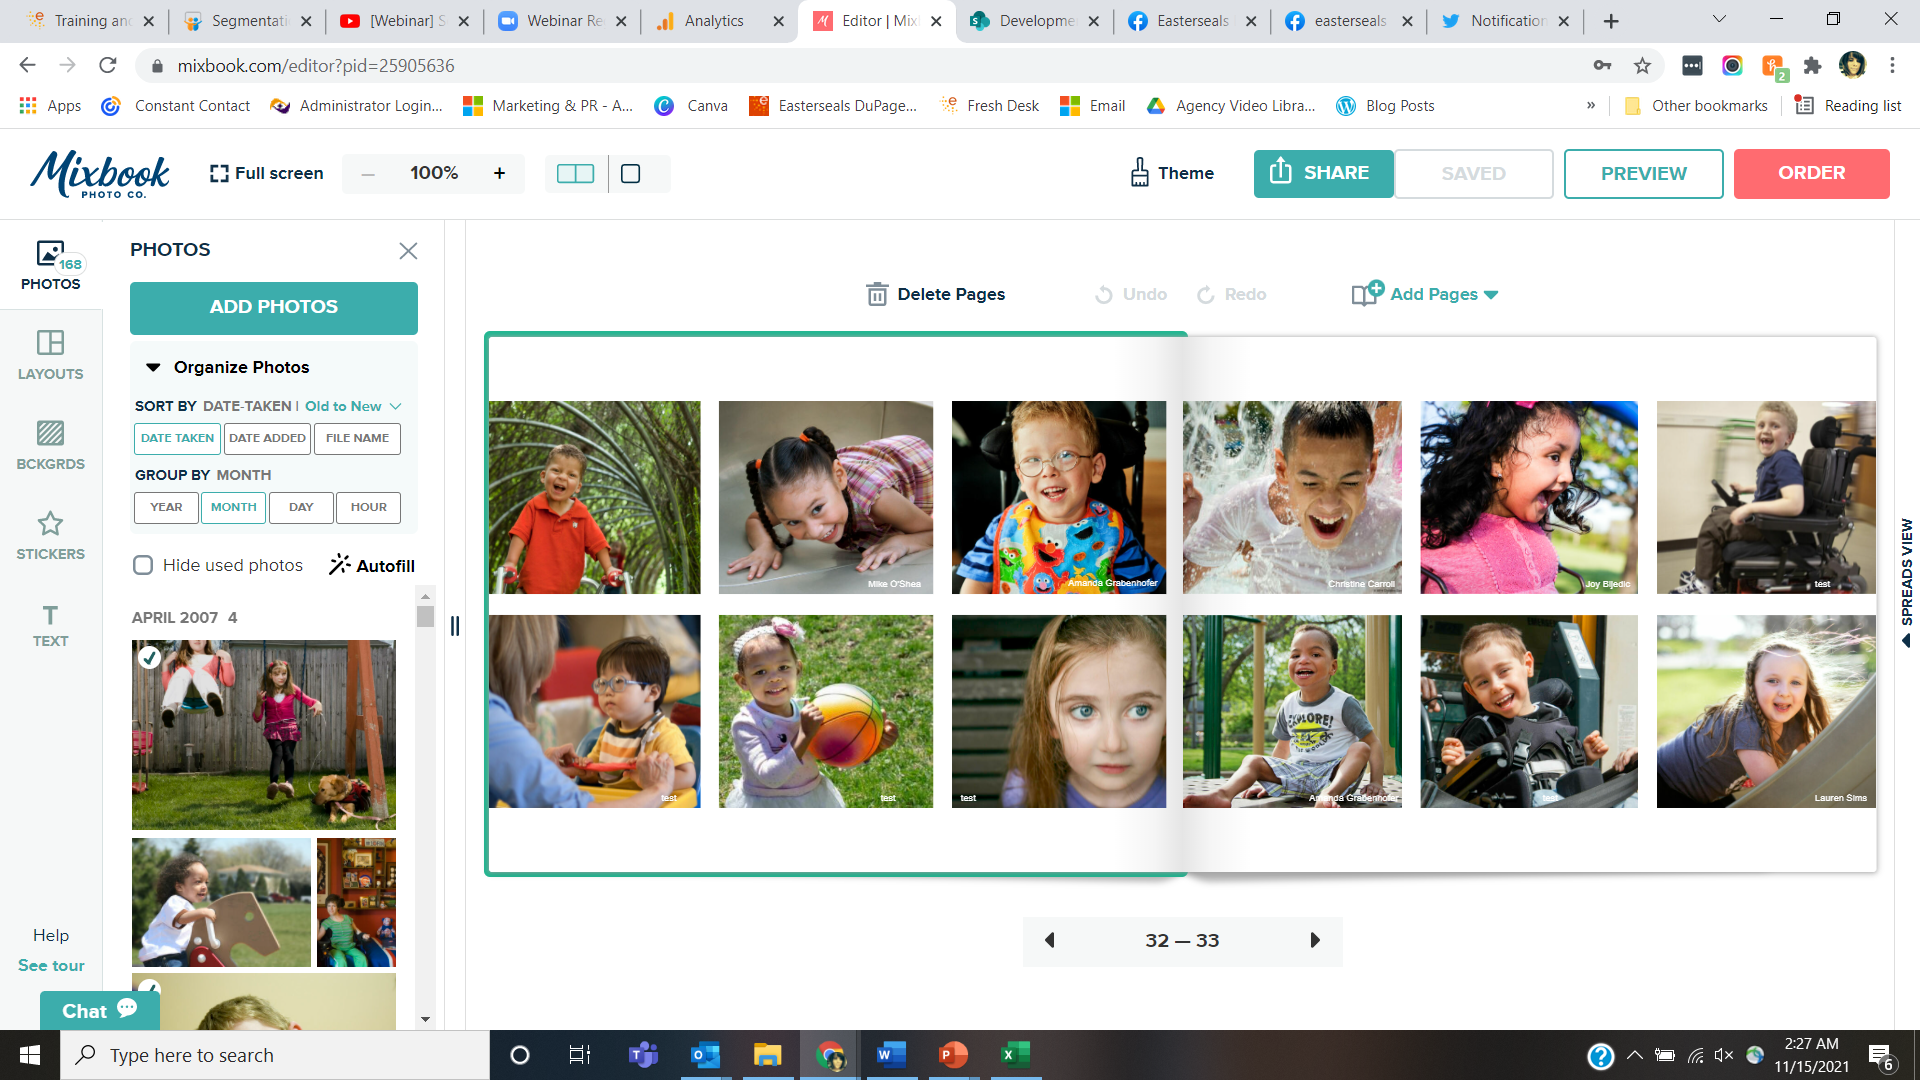 Training an
Segmentati
[Webinar] S
Webinar Re
Analytics
Editor | Mix
Developme
Easterseals
easterseals
Notification
mixbook.com/editor?pid=25905636
2
Apps
Constant Contact
Administrator Login...
Marketing & PR - A...
Canva
Easterseals DuPage...
Fresh Desk
Email
Agency Video Libra...
Blog Posts
»
Other bookmarks
Reading list
Mixbook
PHOTO CO.
Full screen
— 100% +
Theme
SHARE
SAVED
PREVIEW
ORDER
168
PHOTOS
LAYOUTS
BCKGRDS
STICKERS
T
TEXT
Help
See tour
Chat
PHOTOS
ADD PHOTOS
Organize Photos
SORT BY DATE-TAKEN | Old to New
DATE TAKEN
DATE ADDED
FILE NAME
GROUP BY MONTH
YEAR
MONTH
DAY
HOUR
Hide used photos
Autofill
APRIL 2007 4
Delete Pages
Undo
Redo
Add Pages
Mike O'Shea
Amanda Grabenhofer
Christine Carroll
Joy Bljedic
test
test
test
test
EXPLORE!
Amanda Grabenhofer
test
Lauren Sims
32 — 33
SPREADS VIEW
Type here to search
2:27 AM
11/15/2021
6